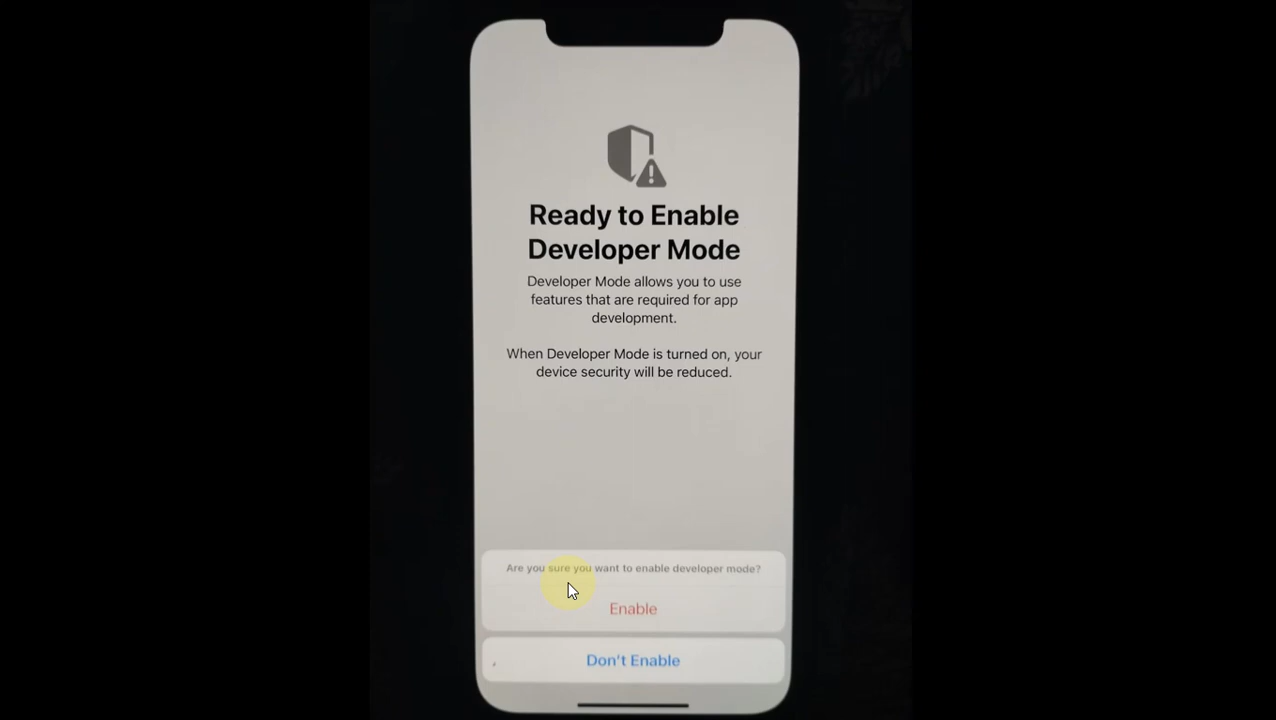 Ready to Enable
Developer Mode
Developer Mode allows you to use
features that are required for app
development.
When Developer Mode is turned on, your
device security will be reduced.
Are you sure you want to enable developer mode?
Enable
Don't Enable